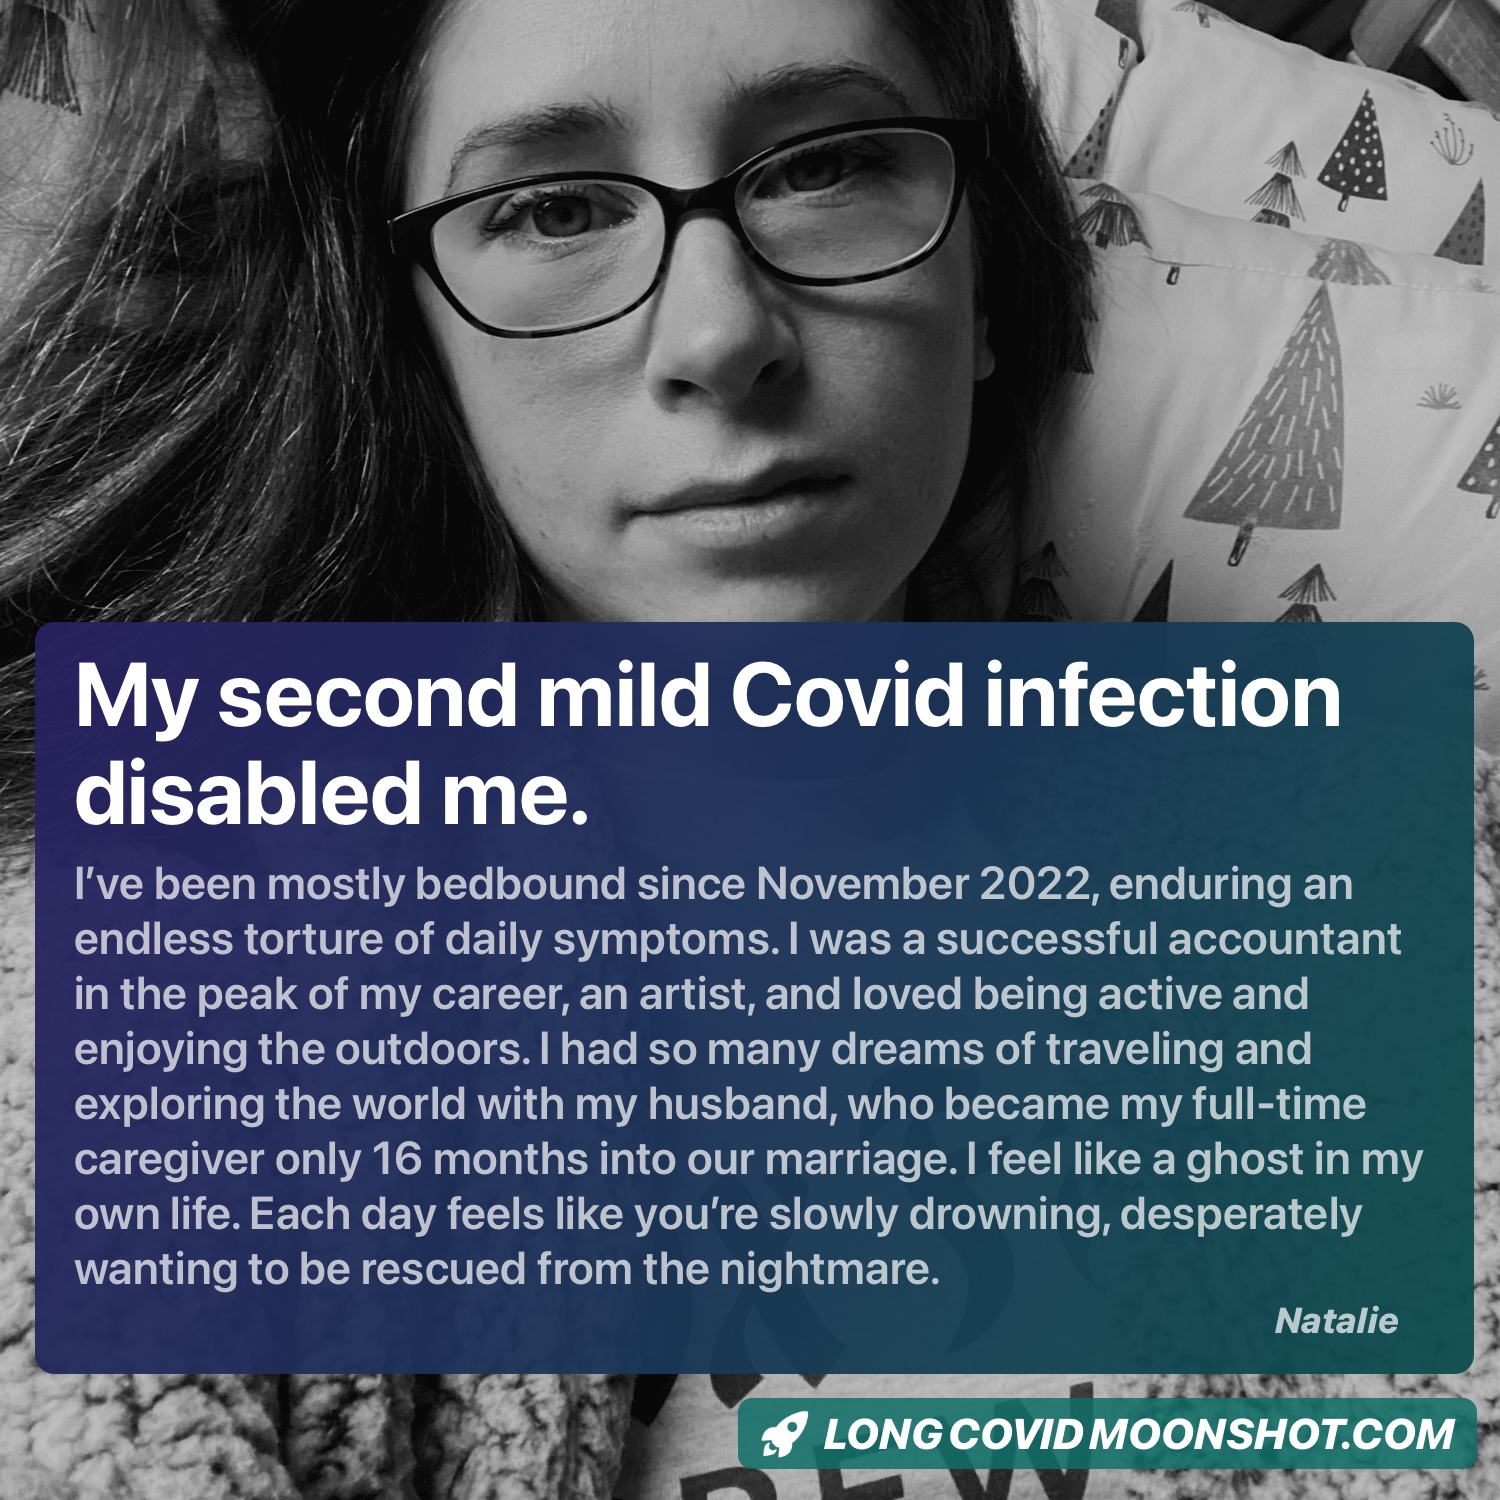 My second mild Covid infection
disabled me.
I’ve been mostly bedbound since November 2022, enduring an
endless torture of daily symptoms. I was a successful accountant
in the peak of my career, an artist, and loved being active and
enjoying the outdoors. I had so many dreams of traveling and
exploring the world with my husband, who became my full-time
caregiver only 16 months into our marriage. I feel like a ghost in my
own life. Each day feels like you’re slowly drowning, desperately
wanting to be rescued from the nightmare.
Natalie
LONG COVID MOONSHOT.COM